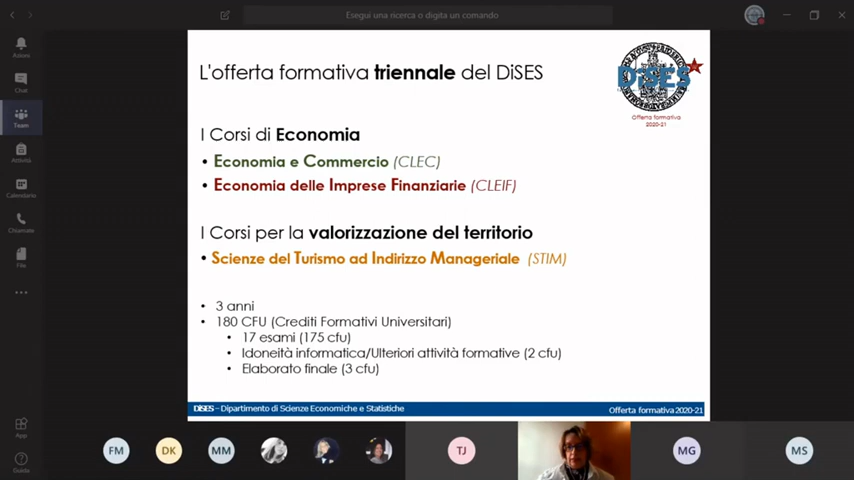 Esegui una ricerca o digita un comando
Attività
Chat
Team
Attività
Calendario
Chiamate
File
App
Guida
L'offerta formativa triennale del DiSES
DiSES
Offerta formativa
2020-21
I Corsi di Economia
• Economia e Commercio (CLEC)
• Economia delle Imprese Finanziarie (CLEIF)
I Corsi per la valorizzazione del territorio
• Scienze del Turismo ad Indirizzo Manageriale (STIM)
• 3 anni
• 180 CFU (Crediti Formativi Universitari)
• 17 esami (175 cfu)
• Idoneità informatica/Ulteriori attività formative (2 cfu)
• Elaborato finale (3 cfu)
DiSES – Dipartimento di Scienze Economiche e Statistiche
Offerta formativa 2020-21
FM
DK
MM
TJ
MG
MS